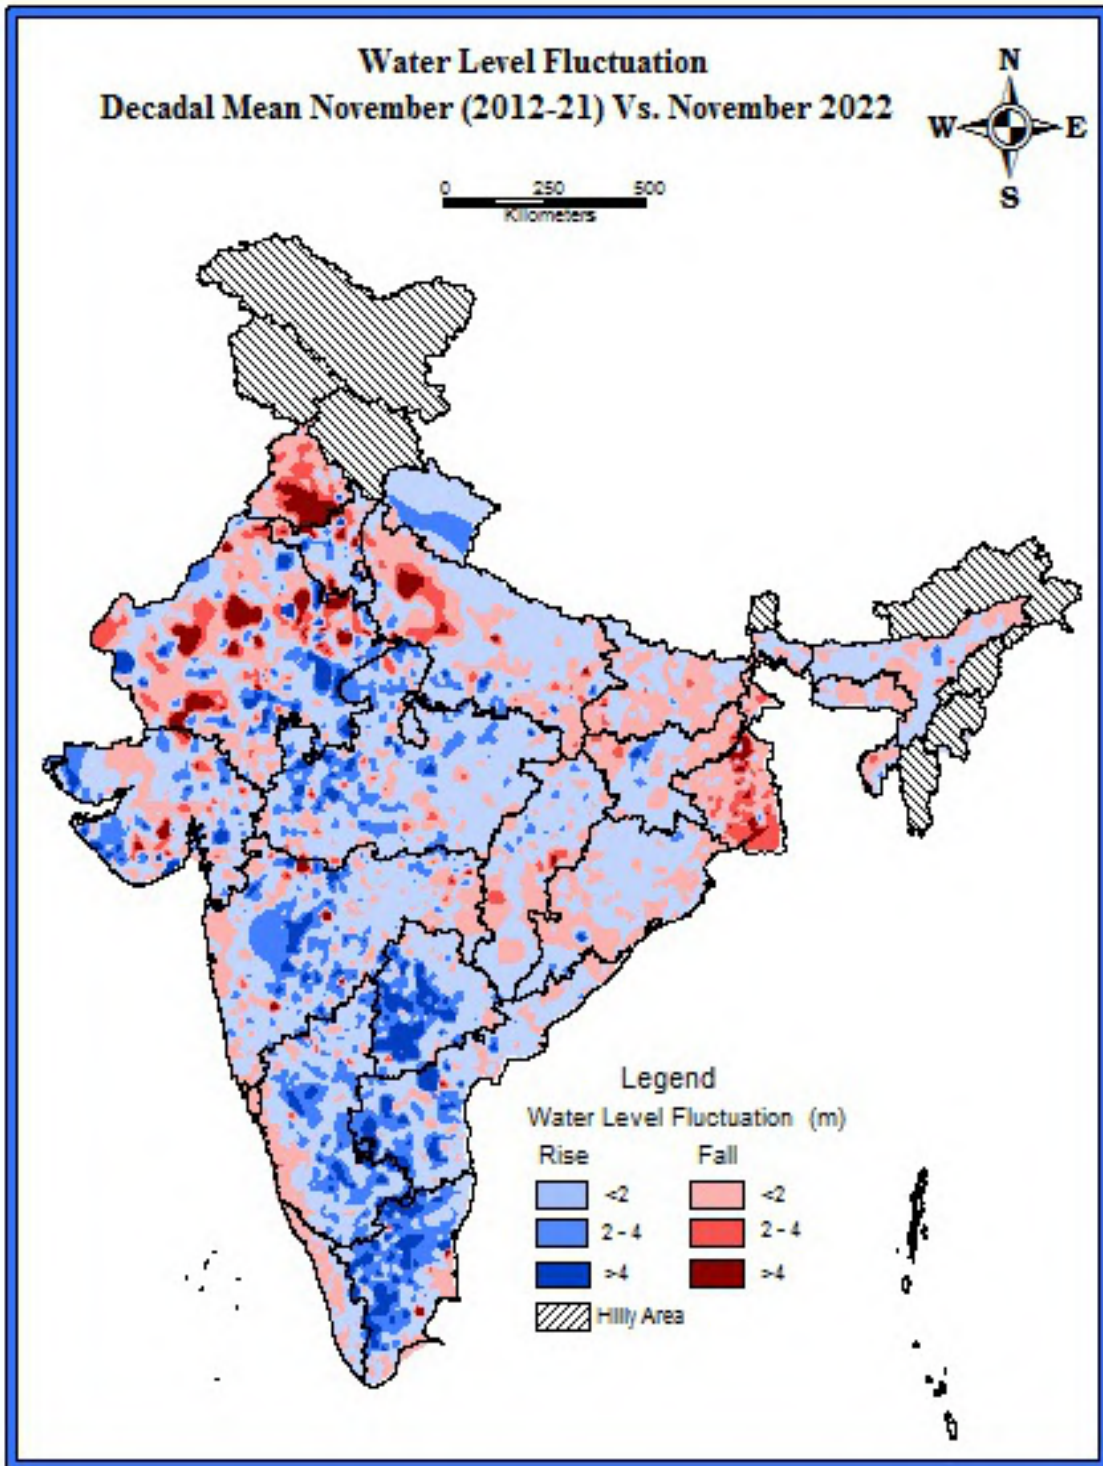 Water Level Fluctuation
Decadal Mean November (2012-21) Vs. November 2022
N
W E
S
0 250 500
Kilometers
Legend
Water Level Fluctuation (m)
Rise Fall
<2 <2
2 - 4 2 - 4
>4 >4
Hilly Area